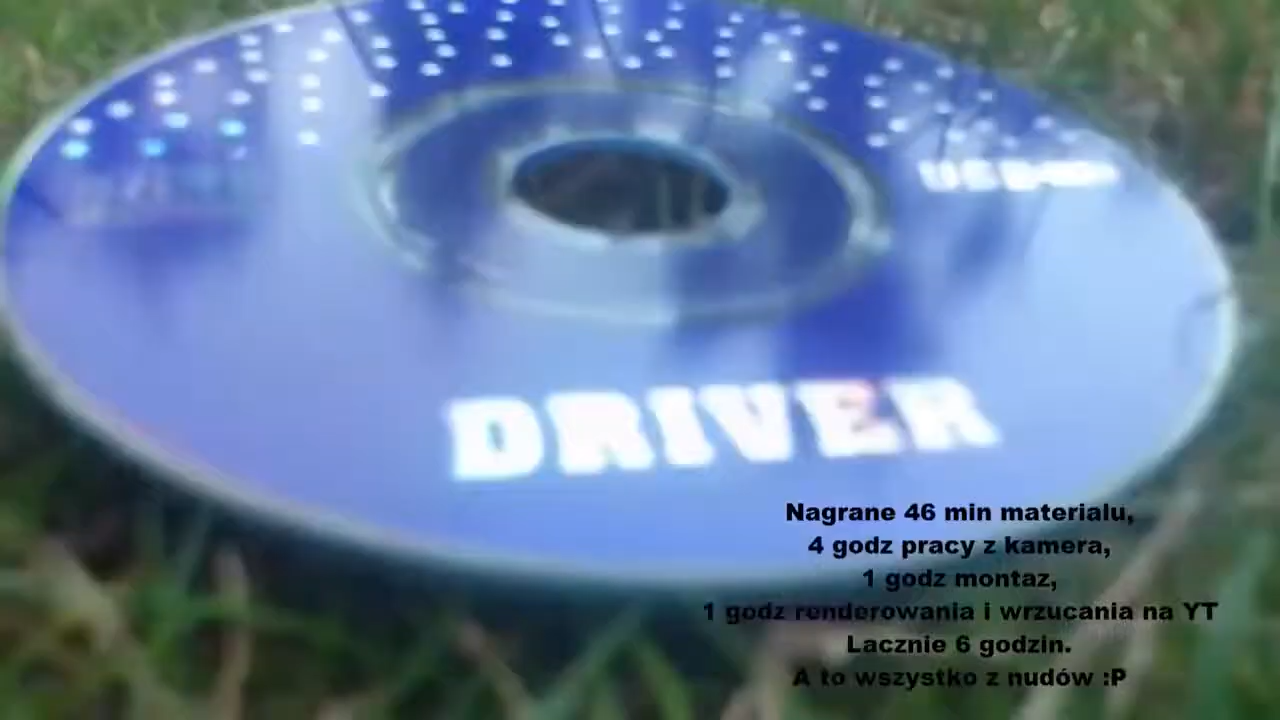 DRIVER
Nagrane 46 min materialu,
4 godz pracy z kamera,
1 godz montaz,
1 godz renderowania i wrzucania na YT
Lacznie 6 godzin.
A to wszystko z nudów :P